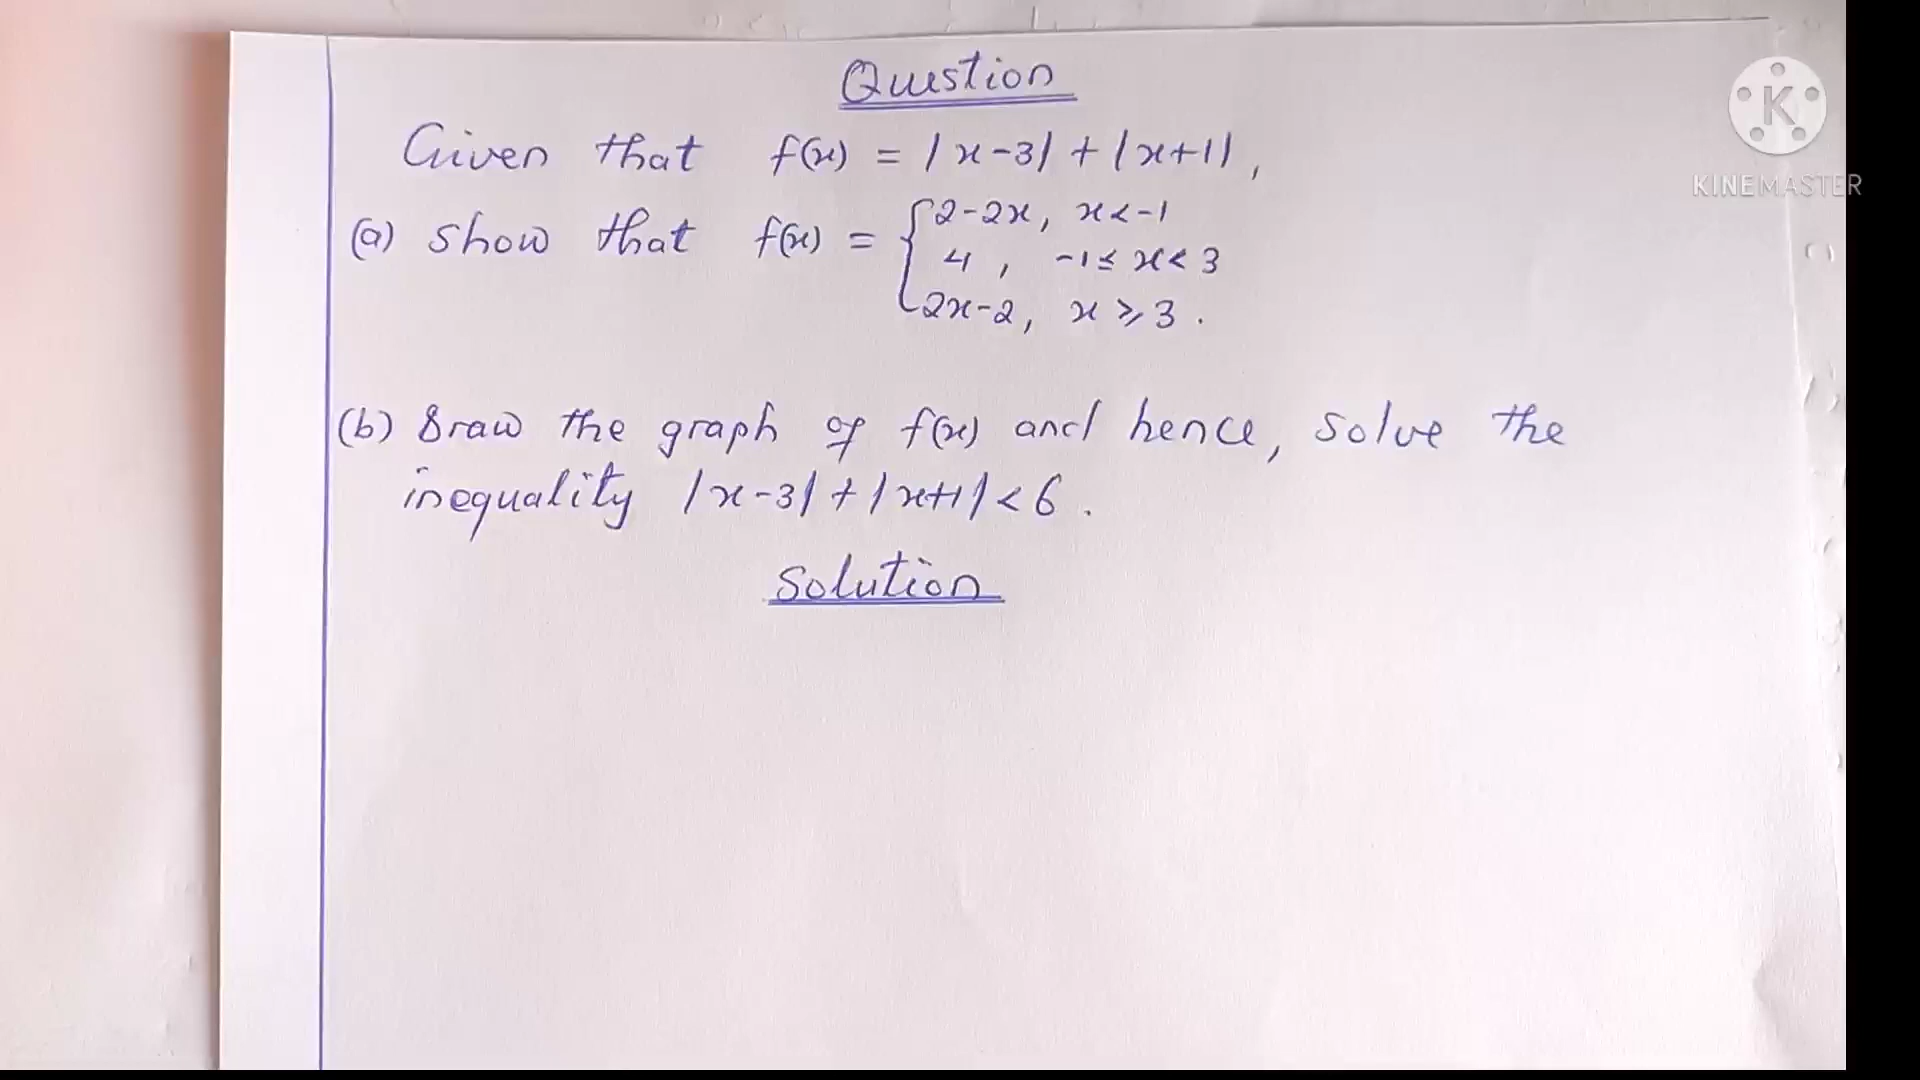 Question
Given that f(x) = |x-3| + |x+1|,
(a) show that f(x) = { 2-2x, x < -1
4, -1 ≤ x < 3
2x-2, x ≥ 3.
(b) Draw the graph of f(x) and hence, solve the
inequality |x-3| + |x+1| < 6.
Solution
K
KINEMASTER